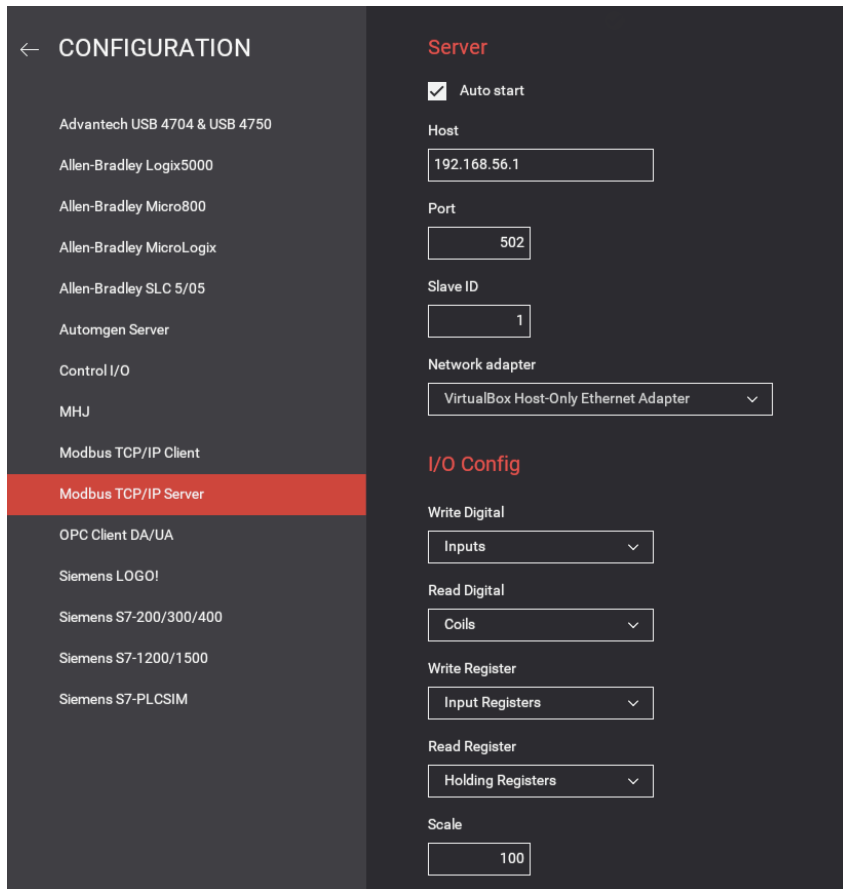 CONFIGURATION
Advantech USB 4704 & USB 4750
Allen-Bradley Logix5000
Allen-Bradley Micro800
Allen-Bradley MicroLogix
Allen-Bradley SLC 5/05
Automgen Server
Control I/O
MHJ
Modbus TCP/IP Client
Modbus TCP/IP Server
OPC Client DA/UA
Siemens LOGO!
Siemens S7-200/300/400
Siemens S7-1200/1500
Siemens S7-PLCSIM
Server
Auto start
Host
192.168.56.1
Port
502
Slave ID
1
Network adapter
VirtualBox Host-Only Ethernet Adapter
I/O Config
Write Digital
Inputs
Read Digital
Coils
Write Register
Input Registers
Read Register
Holding Registers
Scale
100